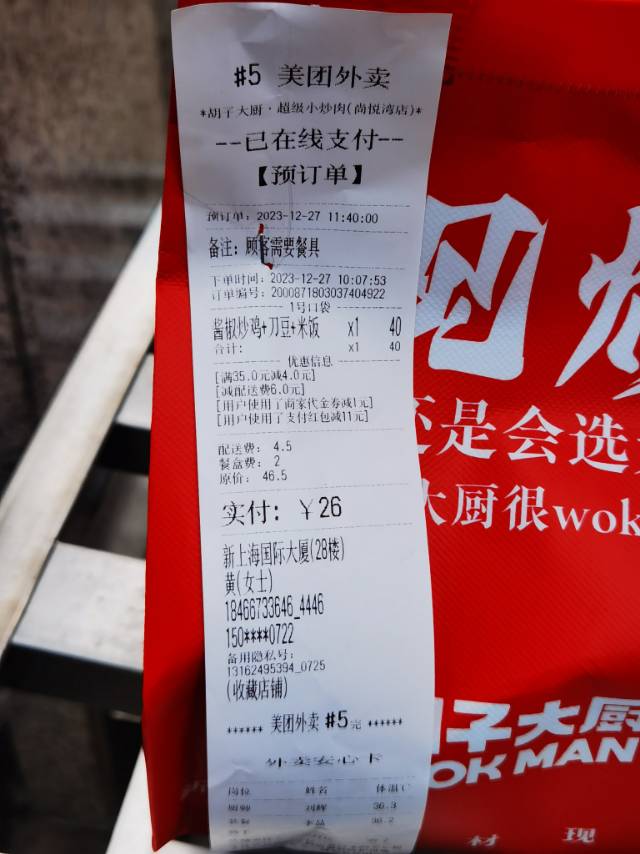 #5 美团外卖
*胡子大厨·超级小炒肉(尚悦湾店)*
--已在线支付--
【预订单】
预订单: 2023-12-27 11:40:00
备注: 顾客需要餐具
下单时间: 2023-12-27 10:07:53
订单编号: 2000871803037404922
1号口袋
酱椒炒鸡+刀豆+米饭 x1 40
合计: x1 40
优惠信息
[满35.0元减4.0元]
[减配送费6.0元]
[用户使用了商家代金券减1元]
[用户使用了支付红包减11元]
配送费: 4.5
餐盒费: 2
原价: 46.5
实付: ￥26
新上海国际大厦(28楼)
黄(女士)
18466733646_4446
150****0722
备用隐私号:
13162495394_0725
(收藏店铺)
****** 美团外卖 #5完 ******
外卖安心卡
岗位 姓名 体温
36.3
36.2
还是会选
大厨很wok
子大厨
OK MAN
材 现